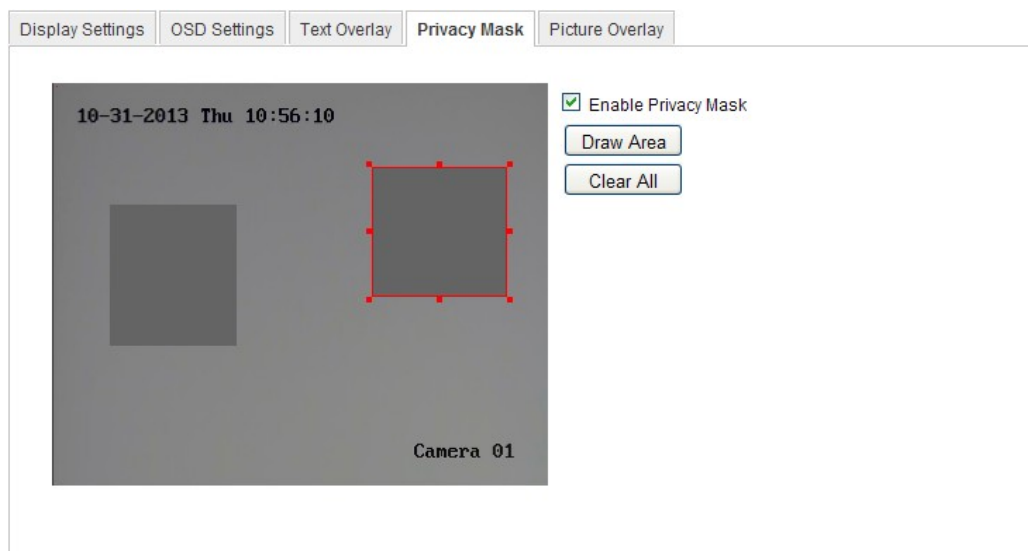 Display Settings
OSD Settings
Text Overlay
Privacy Mask
Picture Overlay
10-31-2013 Thu 10:56:10
Enable Privacy Mask
Draw Area
Clear All
Camera 01